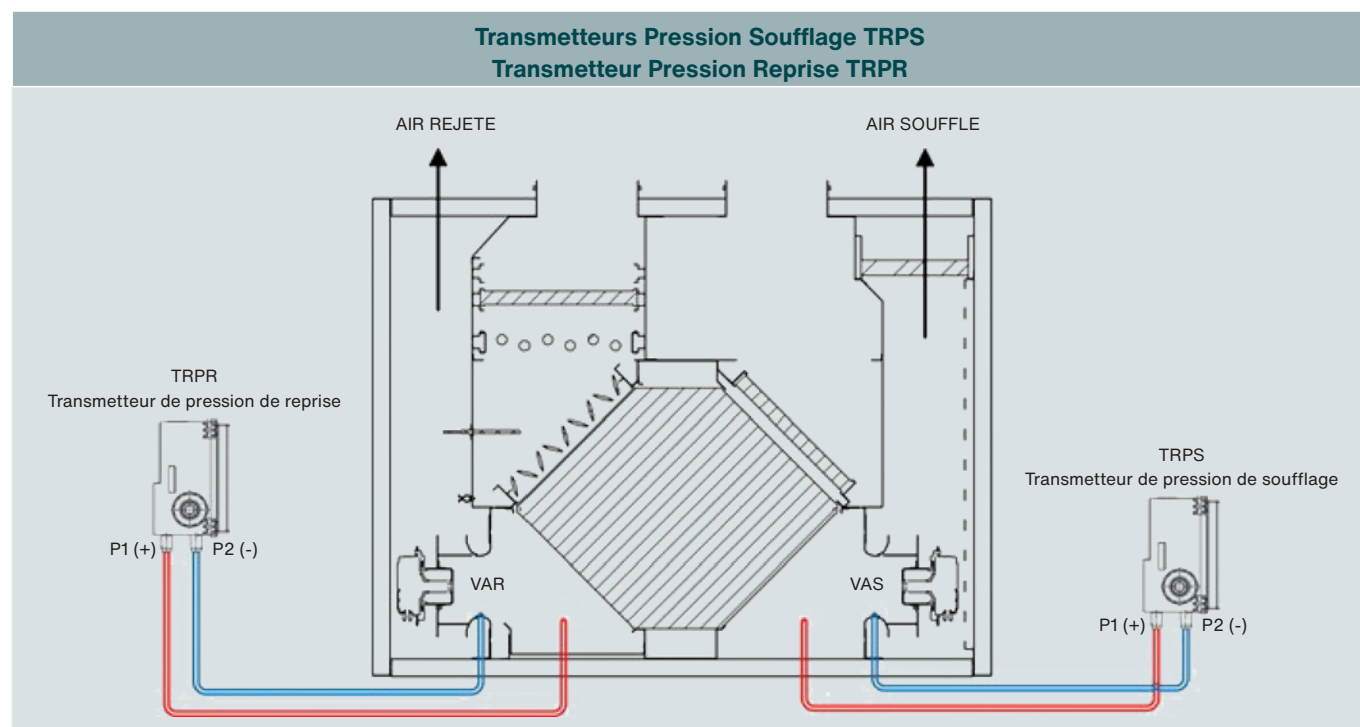 Transmetteurs Pression Soufflage TRPS
Transmetteur Pression Reprise TRPR
AIR REJETE
AIR SOUFFLE
TRPR
Transmetteur de pression de reprise
P1 (+)
P2 (-)
VAR
VAS
TRPS
Transmetteur de pression de soufflage
P1 (+)
P2 (-)